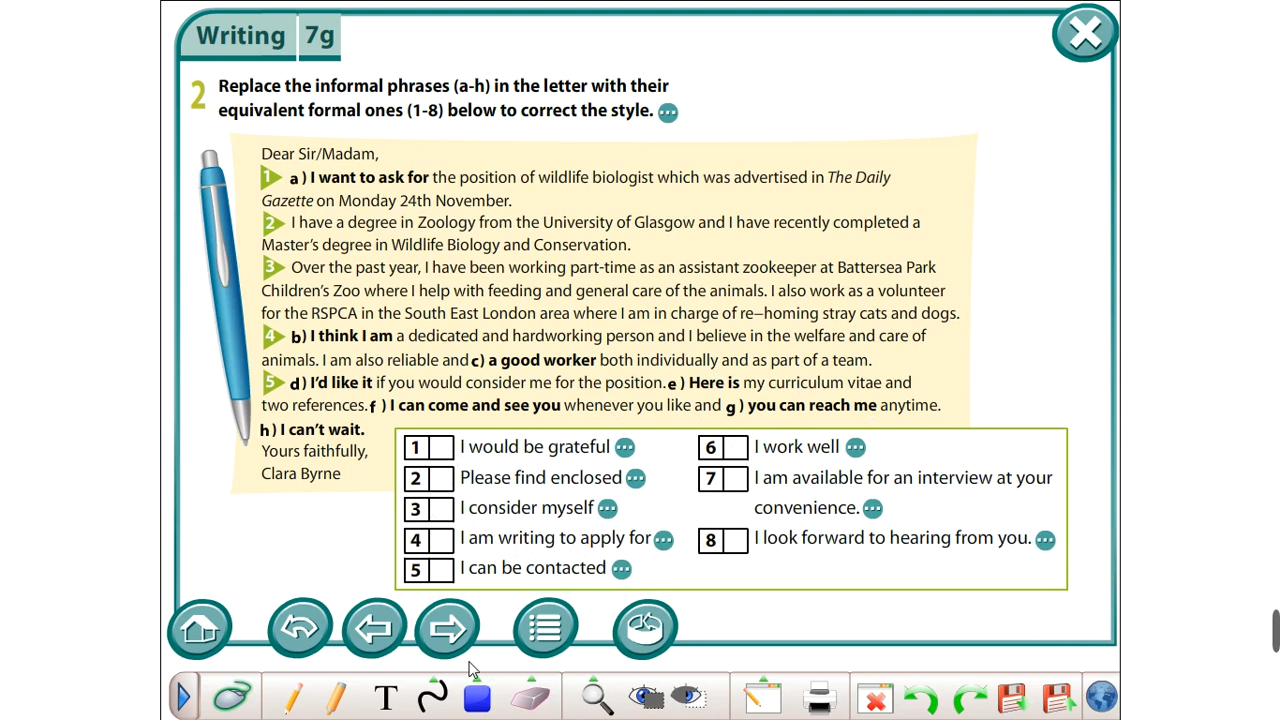 Writing 7g
2 Replace the informal phrases (a-h) in the letter with their
equivalent formal ones (1-8) below to correct the style.
Dear Sir/Madam,
1 a ) I want to ask for the position of wildlife biologist which was advertised in The Daily
Gazette on Monday 24th November.
2 I have a degree in Zoology from the University of Glasgow and I have recently completed a
Master's degree in Wildlife Biology and Conservation.
3 Over the past year, I have been working part-time as an assistant zookeeper at Battersea Park
Children's Zoo where I help with feeding and general care of the animals. I also work as a volunteer
for the RSPCA in the South East London area where I am in charge of re–homing stray cats and dogs.
4 b) I think I am a dedicated and hardworking person and I believe in the welfare and care of
animals. I am also reliable and c) a good worker both individually and as part of a team.
5 d) I'd like it if you would consider me for the position. e ) Here is my curriculum vitae and
two references. f ) I can come and see you whenever you like and g ) you can reach me anytime.
h) I can't wait.
Yours faithfully,
Clara Byrne
1 I would be grateful
2 Please find enclosed
3 I consider myself
4 I am writing to apply for
5 I can be contacted
6 I work well
7 I am available for an interview at your
convenience.
8 I look forward to hearing from you.
T